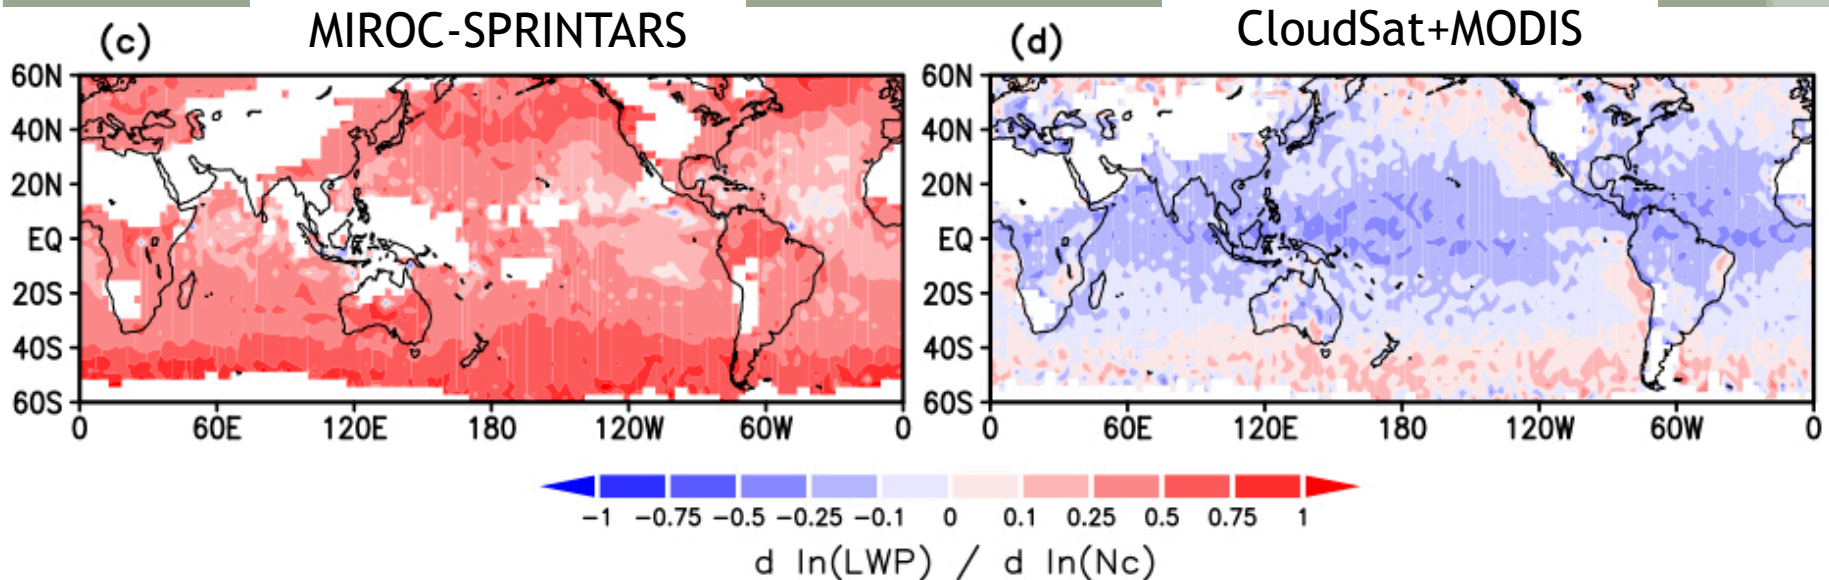 (c) MIROC-SPRINTARS (d) CloudSat+MODIS
60N 60N
40N 40N
20N 20N
EQ EQ
20S 20S
40S 40S
60S 60S
0 60E 120E 180 120W 60W 0 0 60E 120E 180 120W 60W 0
−1 −0.75 −0.5 −0.25 −0.1 0 0.1 0.25 0.5 0.75 1
d ln(LWP) / d ln(Nc)